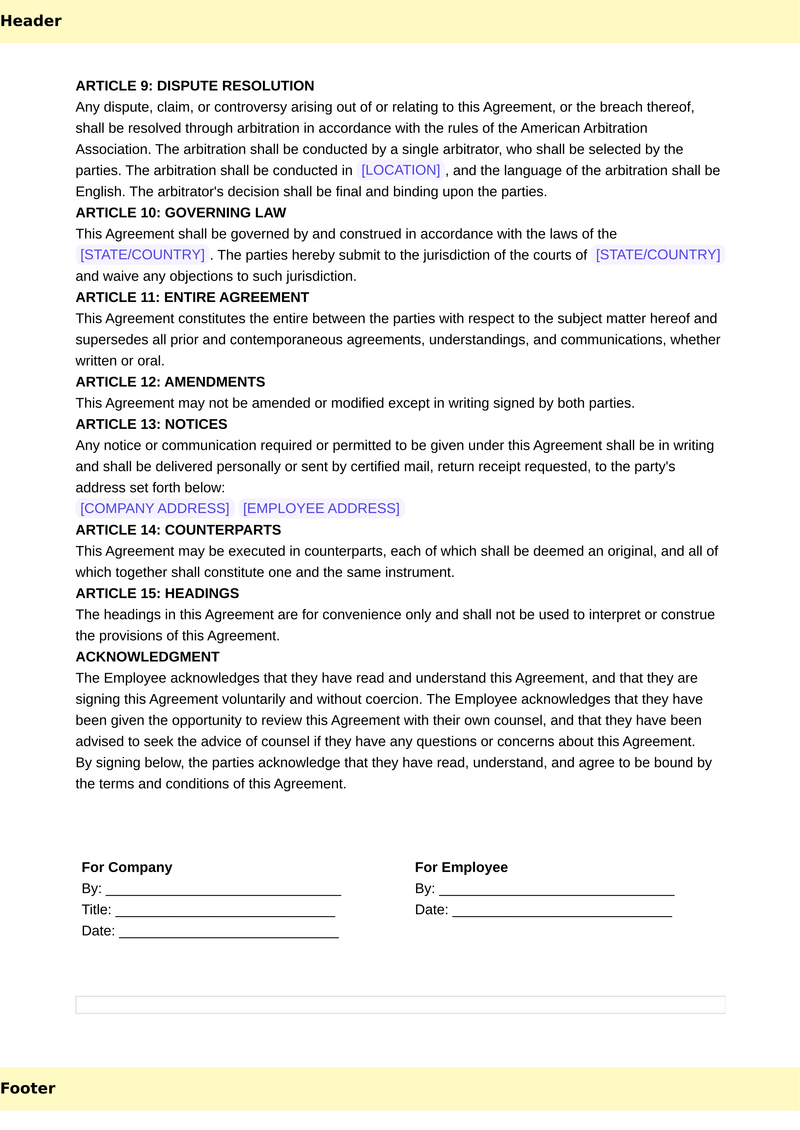 Header
ARTICLE 9: DISPUTE RESOLUTION
Any dispute, claim, or controversy arising out of or relating to this Agreement, or the breach thereof,
shall be resolved through arbitration in accordance with the rules of the American Arbitration
Association. The arbitration shall be conducted by a single arbitrator, who shall be selected by the
parties. The arbitration shall be conducted in [LOCATION] , and the language of the arbitration shall be
English. The arbitrator's decision shall be final and binding upon the parties.
ARTICLE 10: GOVERNING LAW
This Agreement shall be governed by and construed in accordance with the laws of the
[STATE/COUNTRY] . The parties hereby submit to the jurisdiction of the courts of [STATE/COUNTRY]
and waive any objections to such jurisdiction.
ARTICLE 11: ENTIRE AGREEMENT
This Agreement constitutes the entire between the parties with respect to the subject matter hereof and
supersedes all prior and contemporaneous agreements, understandings, and communications, whether
written or oral.
ARTICLE 12: AMENDMENTS
This Agreement may not be amended or modified except in writing signed by both parties.
ARTICLE 13: NOTICES
Any notice or communication required or permitted to be given under this Agreement shall be in writing
and shall be delivered personally or sent by certified mail, return receipt requested, to the party's
address set forth below:
[COMPANY ADDRESS] [EMPLOYEE ADDRESS]
ARTICLE 14: COUNTERPARTS
This Agreement may be executed in counterparts, each of which shall be deemed an original, and all of
which together shall constitute one and the same instrument.
ARTICLE 15: HEADINGS
The headings in this Agreement are for convenience only and shall not be used to interpret or construe
the provisions of this Agreement.
ACKNOWLEDGMENT
The Employee acknowledges that they have read and understand this Agreement, and that they are
signing this Agreement voluntarily and without coercion. The Employee acknowledges that they have
been given the opportunity to review this Agreement with their own counsel, and that they have been
advised to seek the advice of counsel if they have any questions or concerns about this Agreement.
By signing below, the parties acknowledge that they have read, understand, and agree to be bound by
the terms and conditions of this Agreement.
For Company
By: _______________________________
Title: _____________________________
Date: _____________________________
For Employee
By: _______________________________
Date: _____________________________
Footer